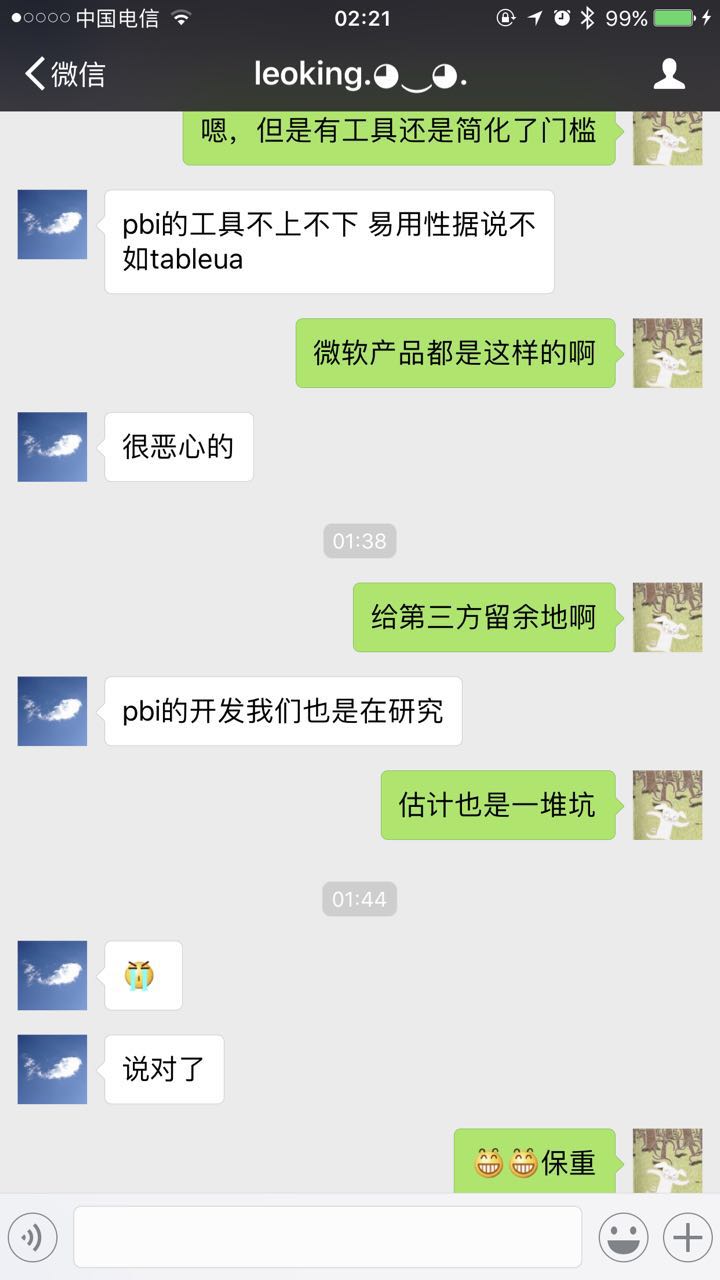 中国电信 02:21 99%
微信 leoking.◕‿◕.
嗯，但是有工具还是简化了门槛
pbi的工具不上不下 易用性据说不
如tableua
微软产品都是这样的啊
很恶心的
01:38
给第三方留余地啊
pbi的开发我们也是在研究
估计也是一堆坑
01:44
😭
说对了
😁😁保重